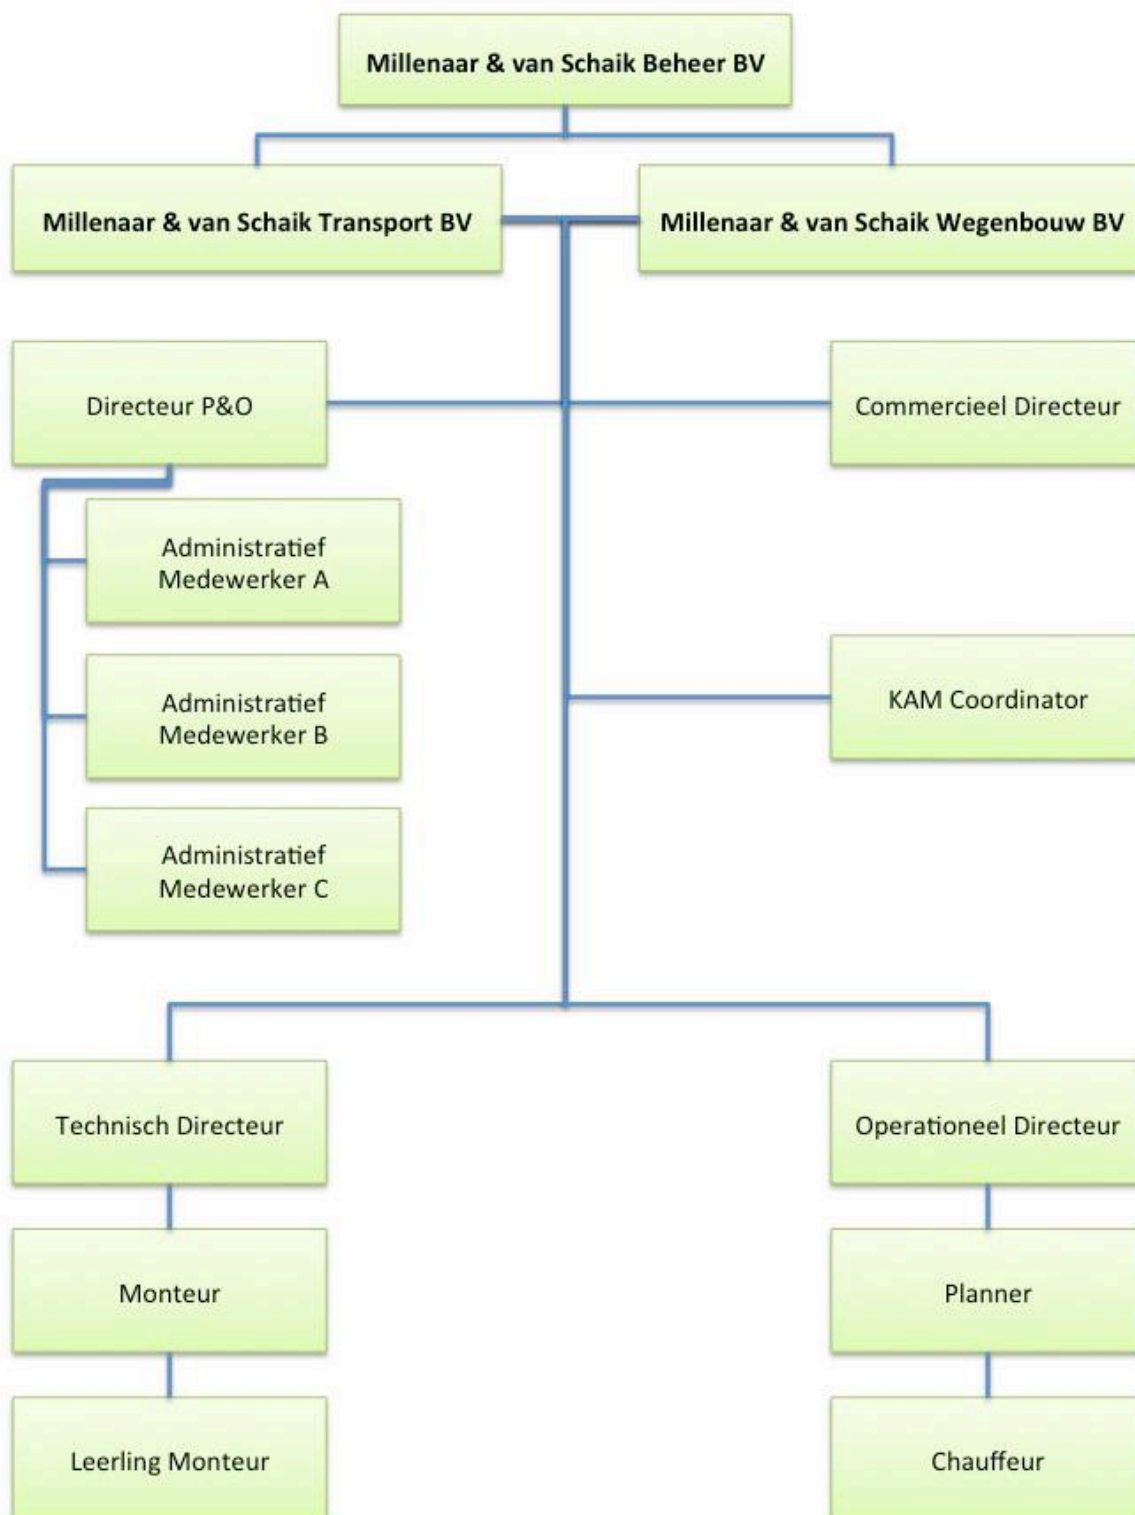 Millenaar & van Schaik Beheer BV
Millenaar & van Schaik Transport BV
Millenaar & van Schaik Wegenbouw BV
Directeur P&O
Commercieel Directeur
Administratief
Medewerker A
Administratief
Medewerker B
KAM Coordinator
Administratief
Medewerker C
Technisch Directeur
Operationeel Directeur
Monteur
Planner
Leerling Monteur
Chauffeur